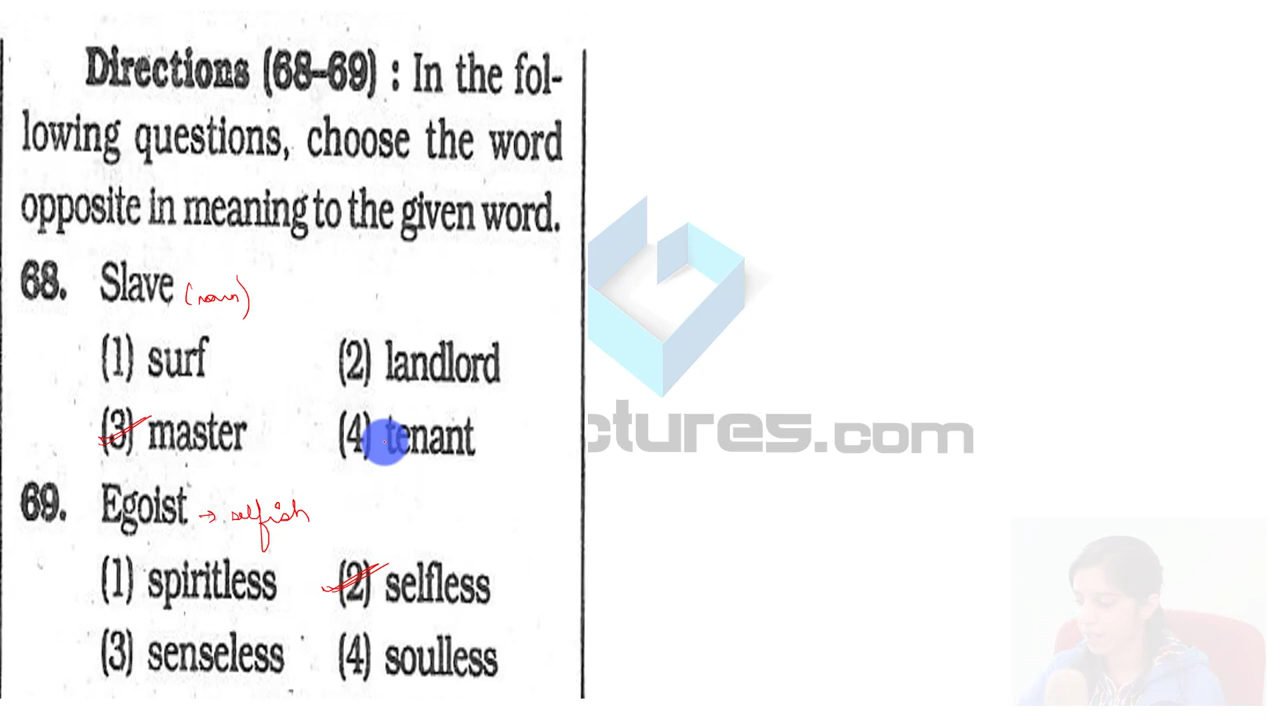 Directions (68–69) : In the fol-
lowing questions, choose the word
opposite in meaning to the given word.
68. Slave (noun)
(1) surf (2) landlord
(3) master (4) tenant
ctures.com
69. Egoist → selfish
(1) spiritless (2) selfless
(3) senseless (4) soulless